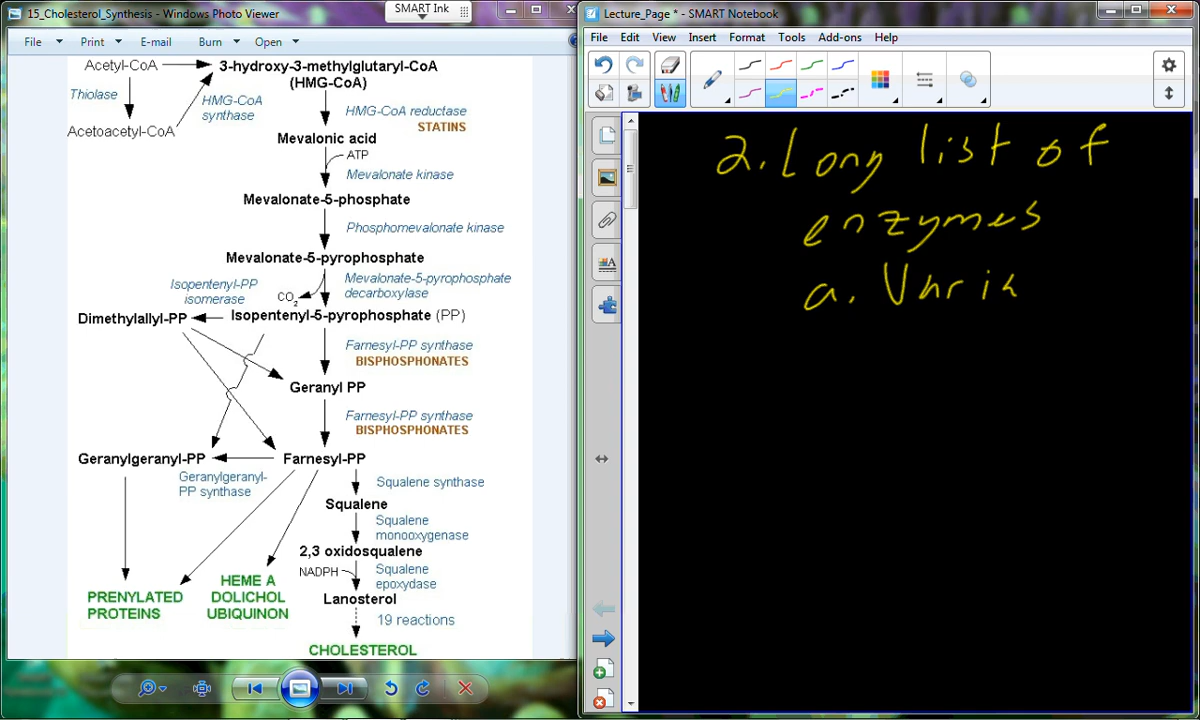 15_Cholesterol_Synthesis - Windows Photo Viewer
SMART Ink
File Print E-mail Burn Open
Acetyl-CoA
3-hydroxy-3-methylglutaryl-CoA
(HMG-CoA)
Thiolase
HMG-CoA
synthase
HMG-CoA reductase
STATINS
Acetoacetyl-CoA
Mevalonic acid
ATP
Mevalonate kinase
Mevalonate-5-phosphate
Phosphomevalonate kinase
Mevalonate-5-pyrophosphate
Isopentenyl-PP
isomerase
CO2
Mevalonate-5-pyrophosphate
decarboxylase
Dimethylallyl-PP
Isopentenyl-5-pyrophosphate (PP)
Farnesyl-PP synthase
BISPHOSPHONATES
Geranyl PP
Farnesyl-PP synthase
BISPHOSPHONATES
Geranylgeranyl-PP
Farnesyl-PP
Geranylgeranyl-
PP synthase
Squalene synthase
Squalene
Squalene
monooxygenase
2,3 oxidosqualene
NADPH
Squalene
epoxydase
Lanosterol
19 reactions
PRENYLATED
PROTEINS
HEME A
DOLICHOL
UBIQUINON
CHOLESTEROL
Lecture_Page * - SMART Notebook
File Edit View Insert Format Tools Add-ons Help
2. Long list of
enzymes
a. Varia